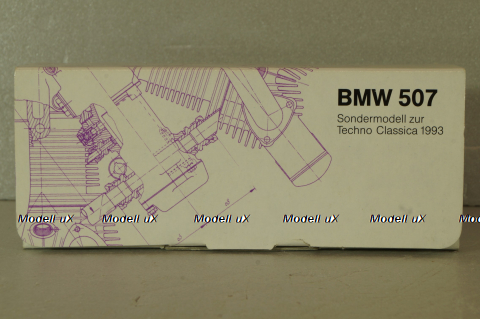 BMW 507
Sondermodell zur
Techno Classica 1993
Modell uX Modell uX Modell uX Modell uX Modell uX